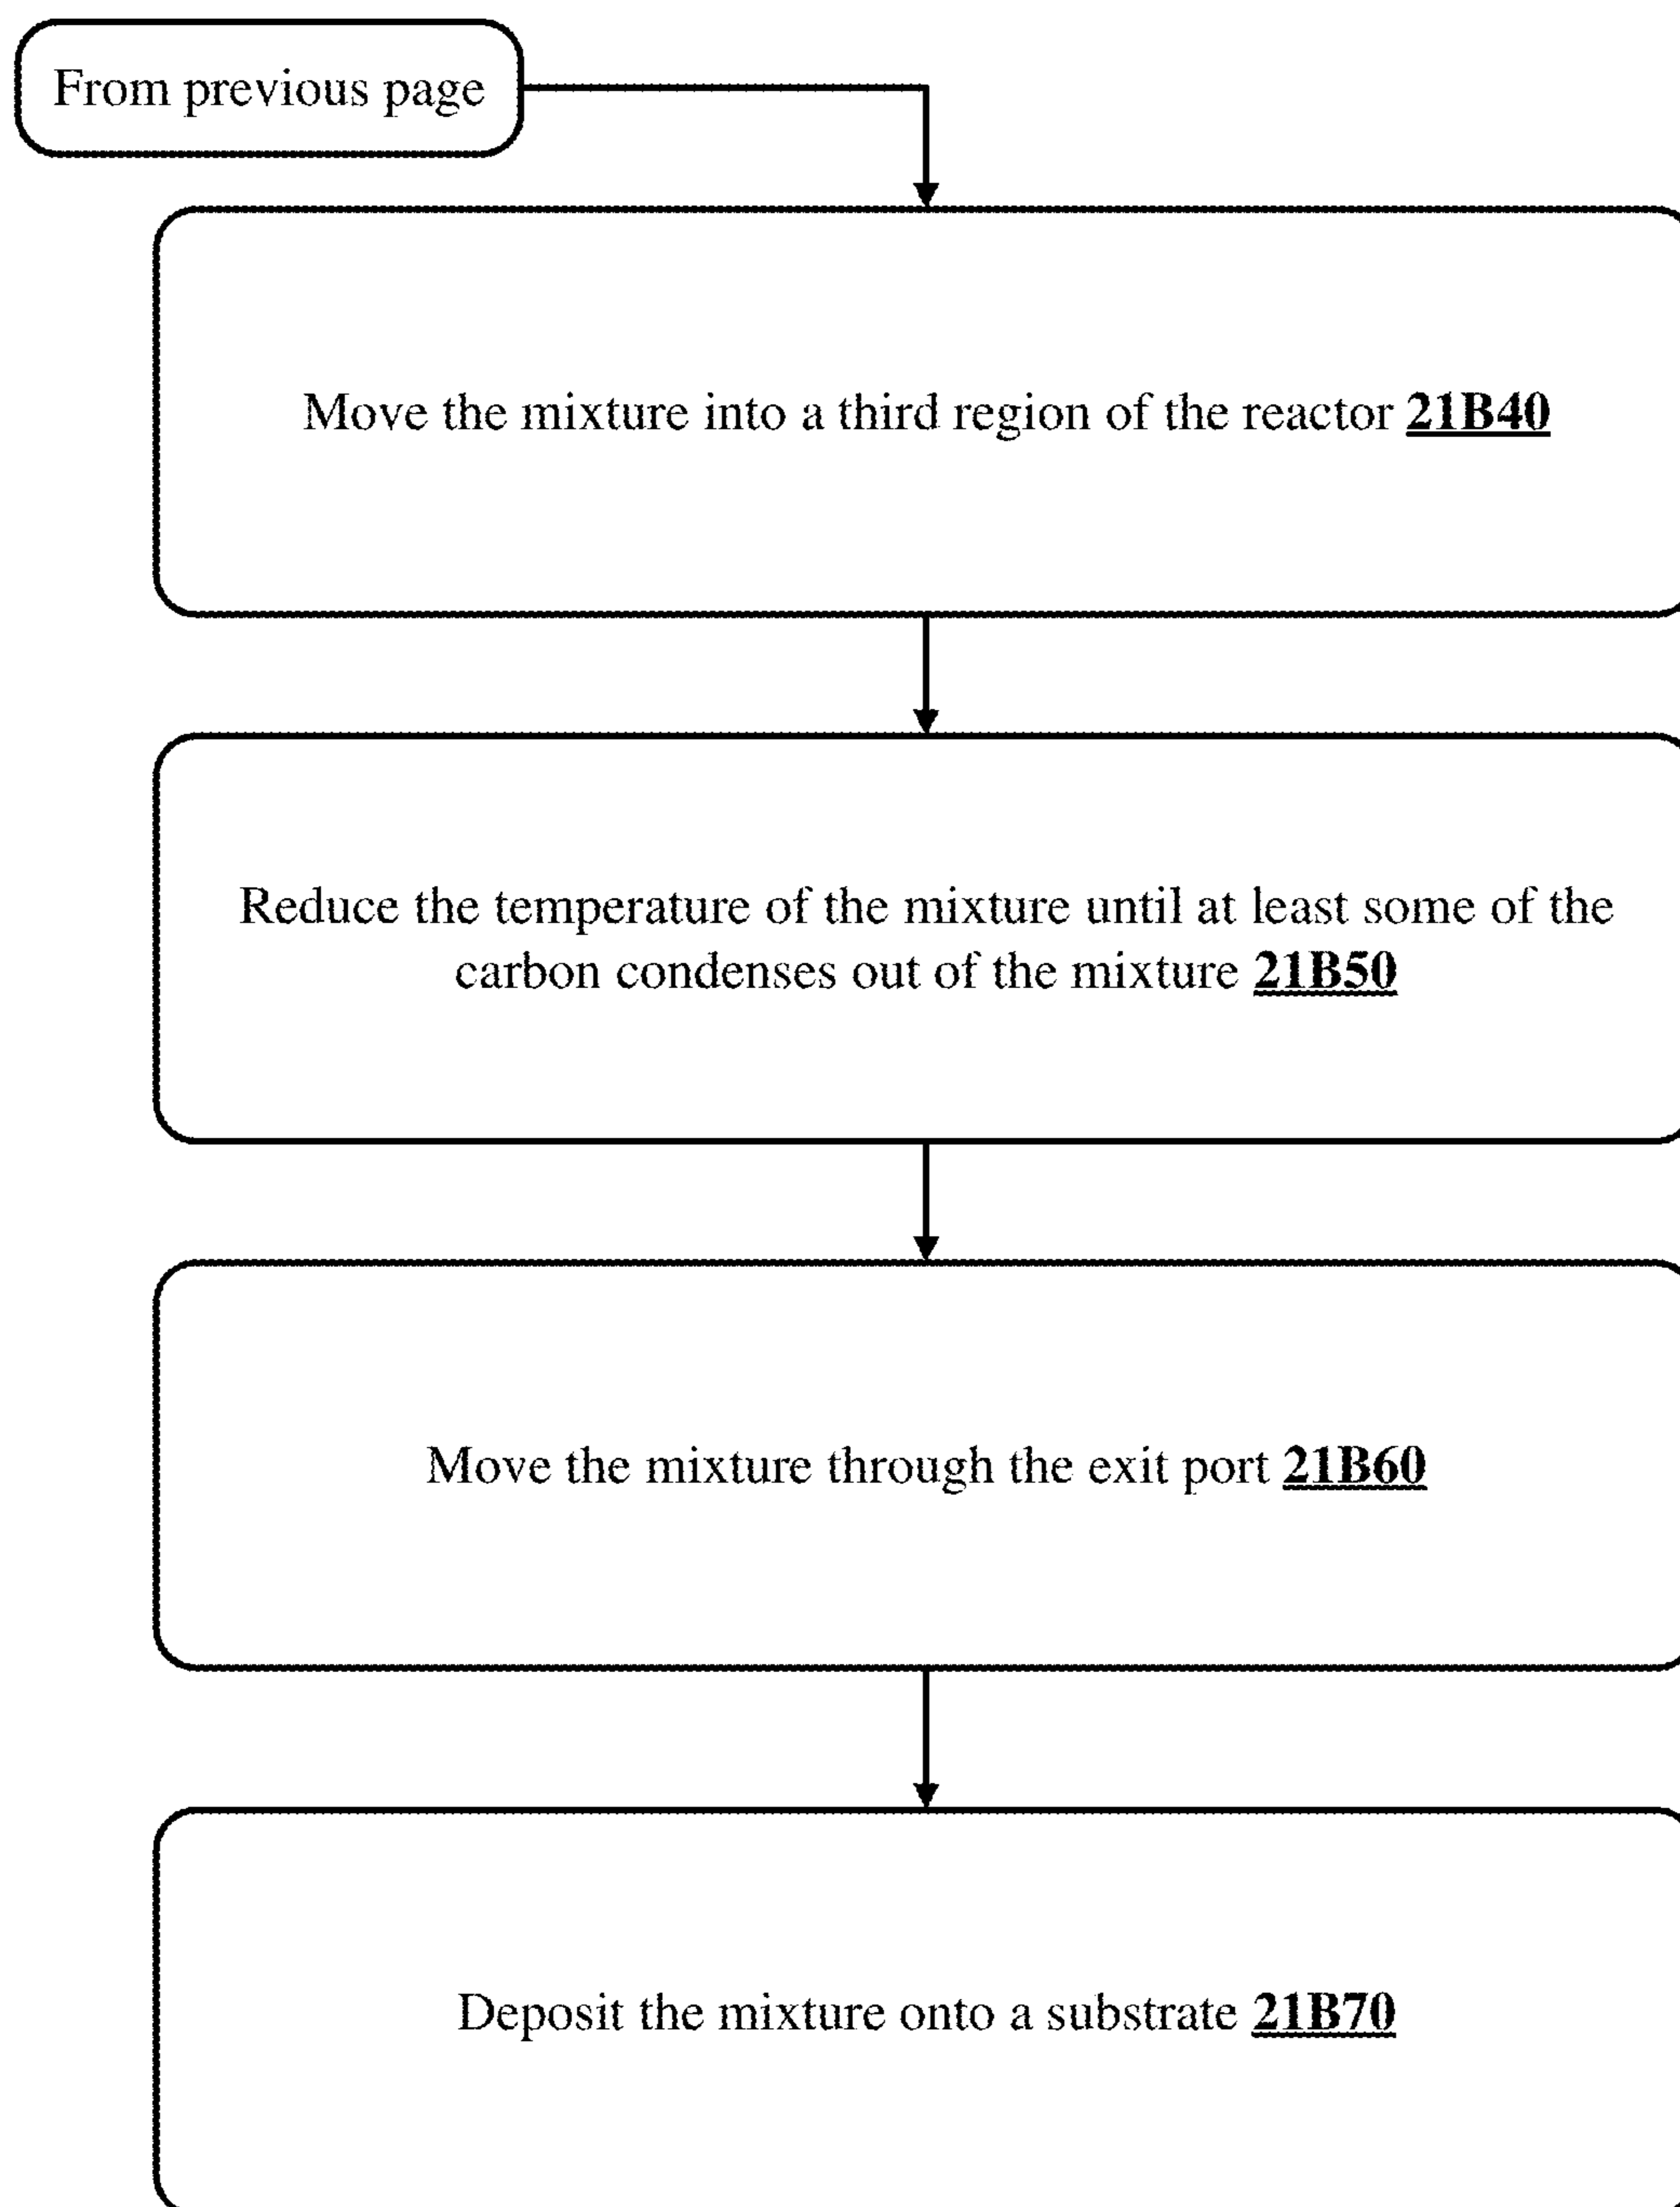 From previous page
Move the mixture into a third region of the reactor 21B40
Reduce the temperature of the mixture until at least some of the
carbon condenses out of the mixture 21B50
Move the mixture through the exit port 21B60
Deposit the mixture onto a substrate 21B70